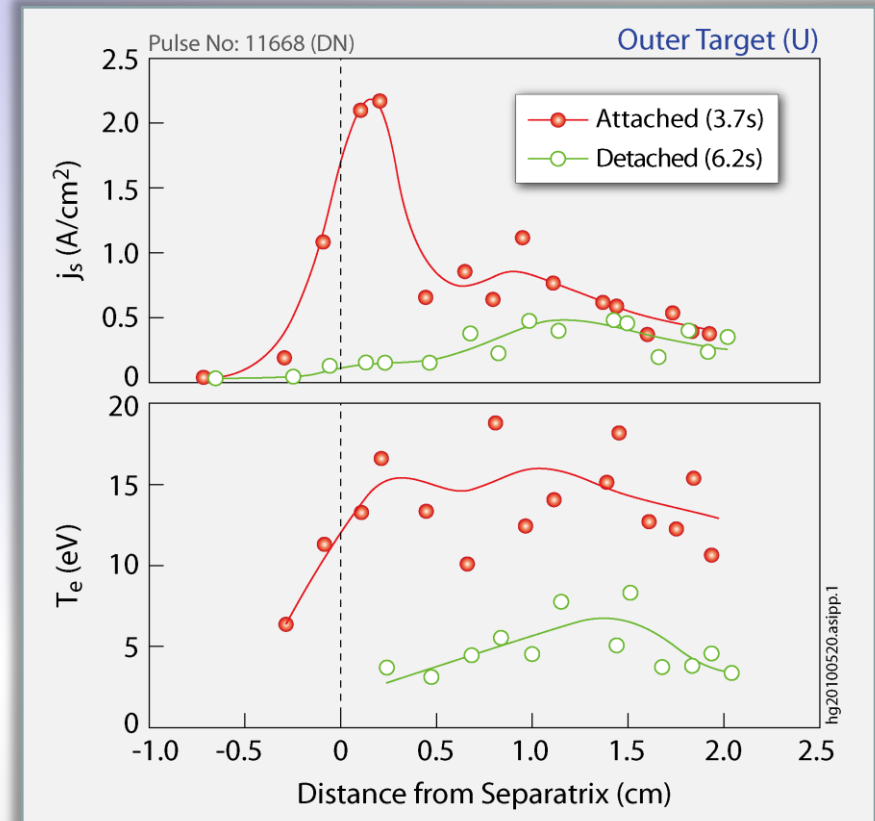 Pulse No: 11668 (DN)
Outer Target (U)
2.5
2.0
1.5
1.0
0.5
0
jₛ (A/cm²)
Attached (3.7s)
Detached (6.2s)
20
15
10
5
0
Tₑ (eV)
-1.0 -0.5 0 0.5 1.0 1.5 2.0 2.5
Distance from Separatrix (cm)
hg20100520.asipp.1